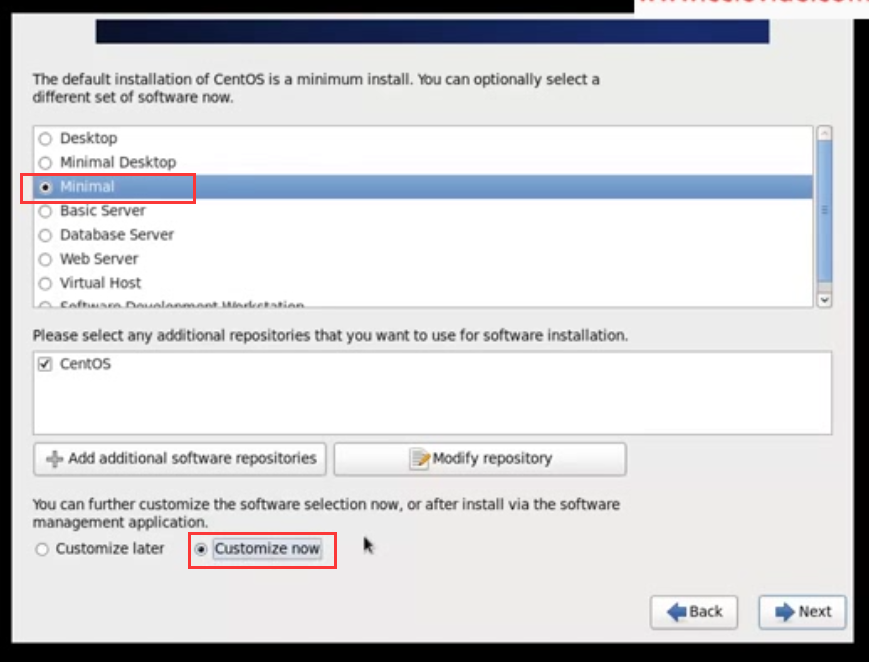 The default installation of CentOS is a minimum install. You can optionally select a
different set of software now.
Desktop
Minimal Desktop
Minimal
Basic Server
Database Server
Web Server
Virtual Host
Software Development Workstation
Please select any additional repositories that you want to use for software installation.
CentOS
Add additional software repositories
Modify repository
You can further customize the software selection now, or after install via the software
management application.
Customize later
Customize now
Back
Next